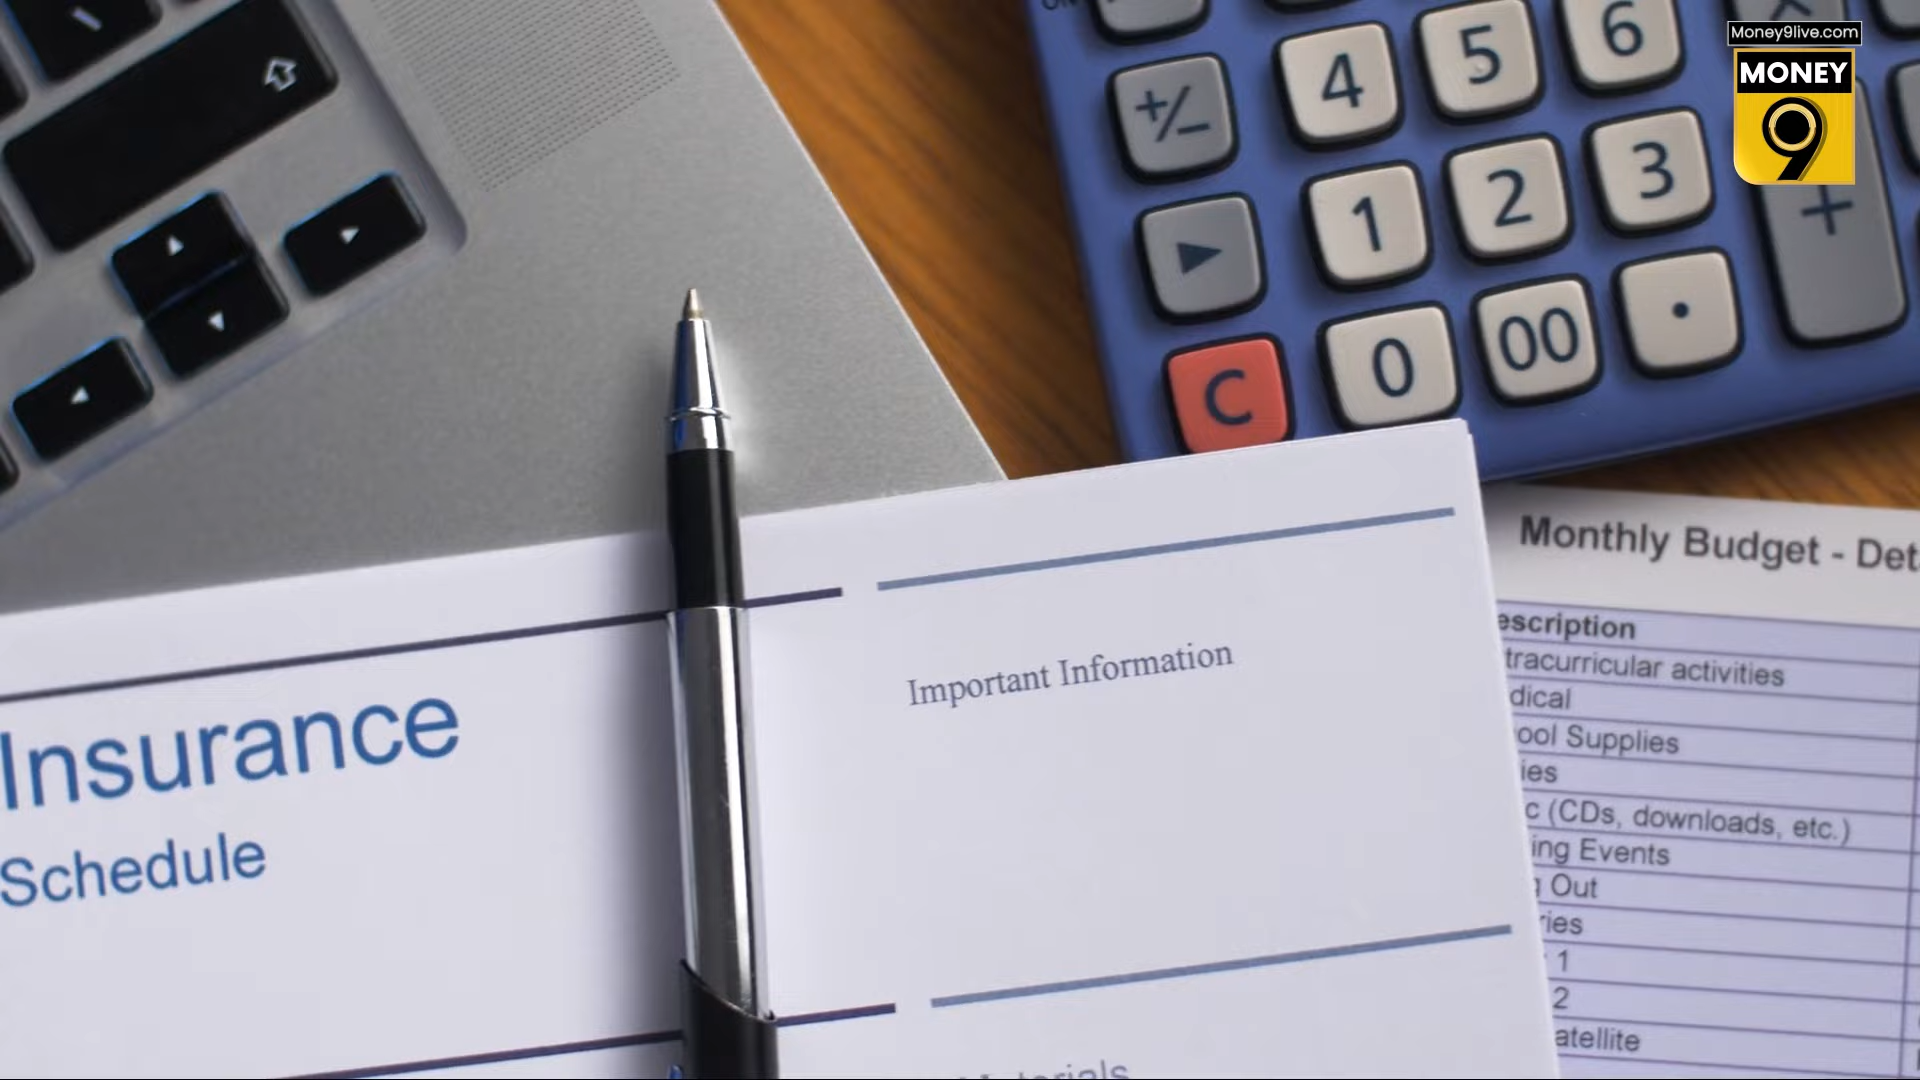 Money9live.com
MONEY
9
4 5 6
+/-
1 2 3
+
C 0 00 .
Insurance
Schedule
Important Information
Monthly Budget - Det
escription
tracurricular activities
dical
ool Supplies
ies
c (CDs, downloads, etc.)
ing Events
g Out
ries
1
2
atellite